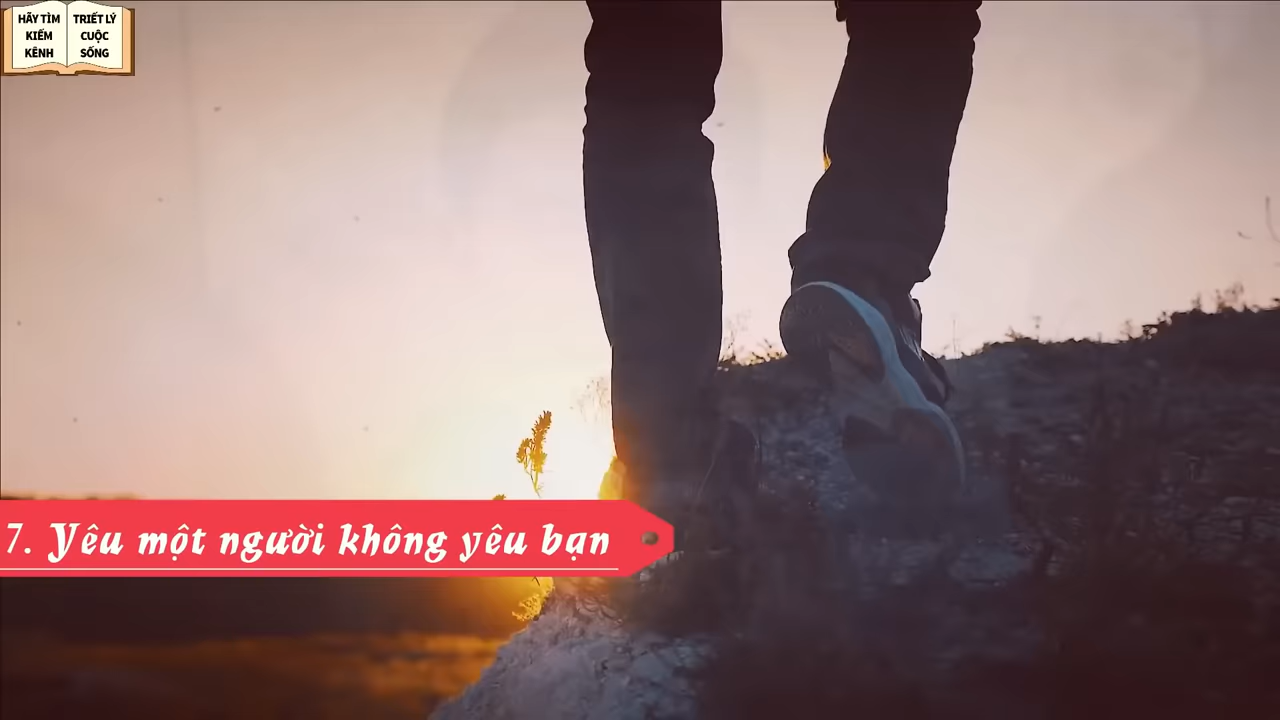 HÃY TÌM
KIẾM
KÊNH
TRIẾT LÝ
CUỘC
SỐNG
7. Yêu một người không yêu bạn